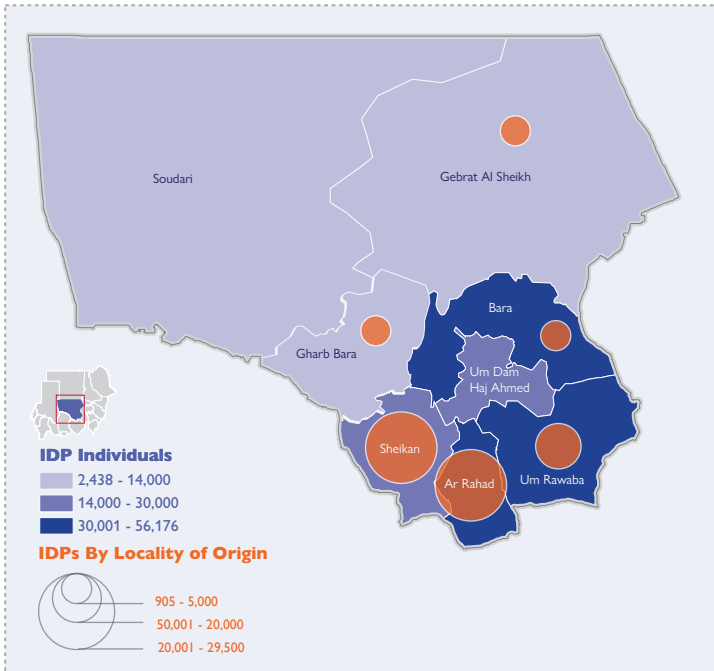 Soudari
Gebrat Al Sheikh
Bara
Gharb Bara
Um Dam
Haj Ahmed
Sheikan
Ar Rahad
Um Rawaba
IDP Individuals
2,438 - 14,000
14,000 - 30,000
30,001 - 56,176
IDPs By Locality of Origin
905 - 5,000
50,001 - 20,000
20,001 - 29,500